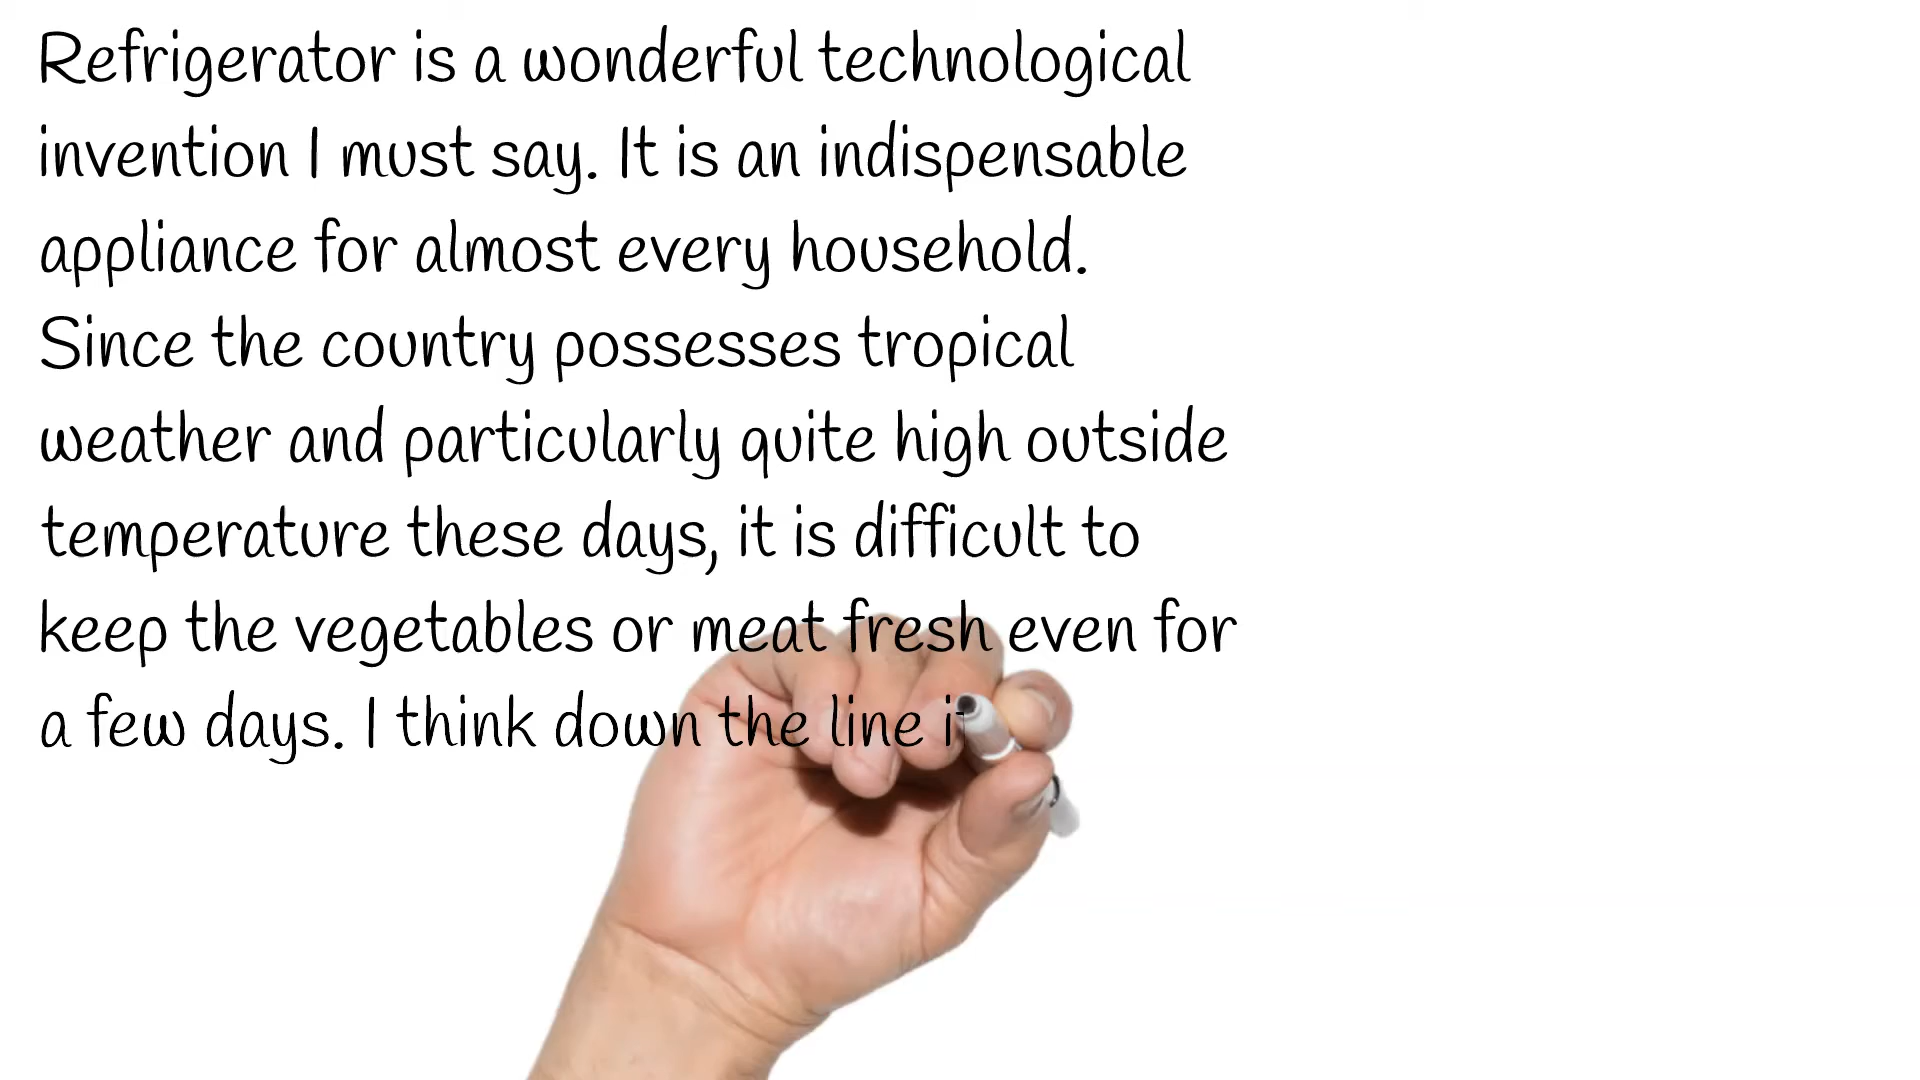 Refrigerator is a wonderful technological
invention I must say. It is an indispensable
appliance for almost every household.
Since the country possesses tropical
weather and particularly quite high outside
temperature these days, it is difficult to
keep the vegetables or meat fresh even for
a few days. I think down the line